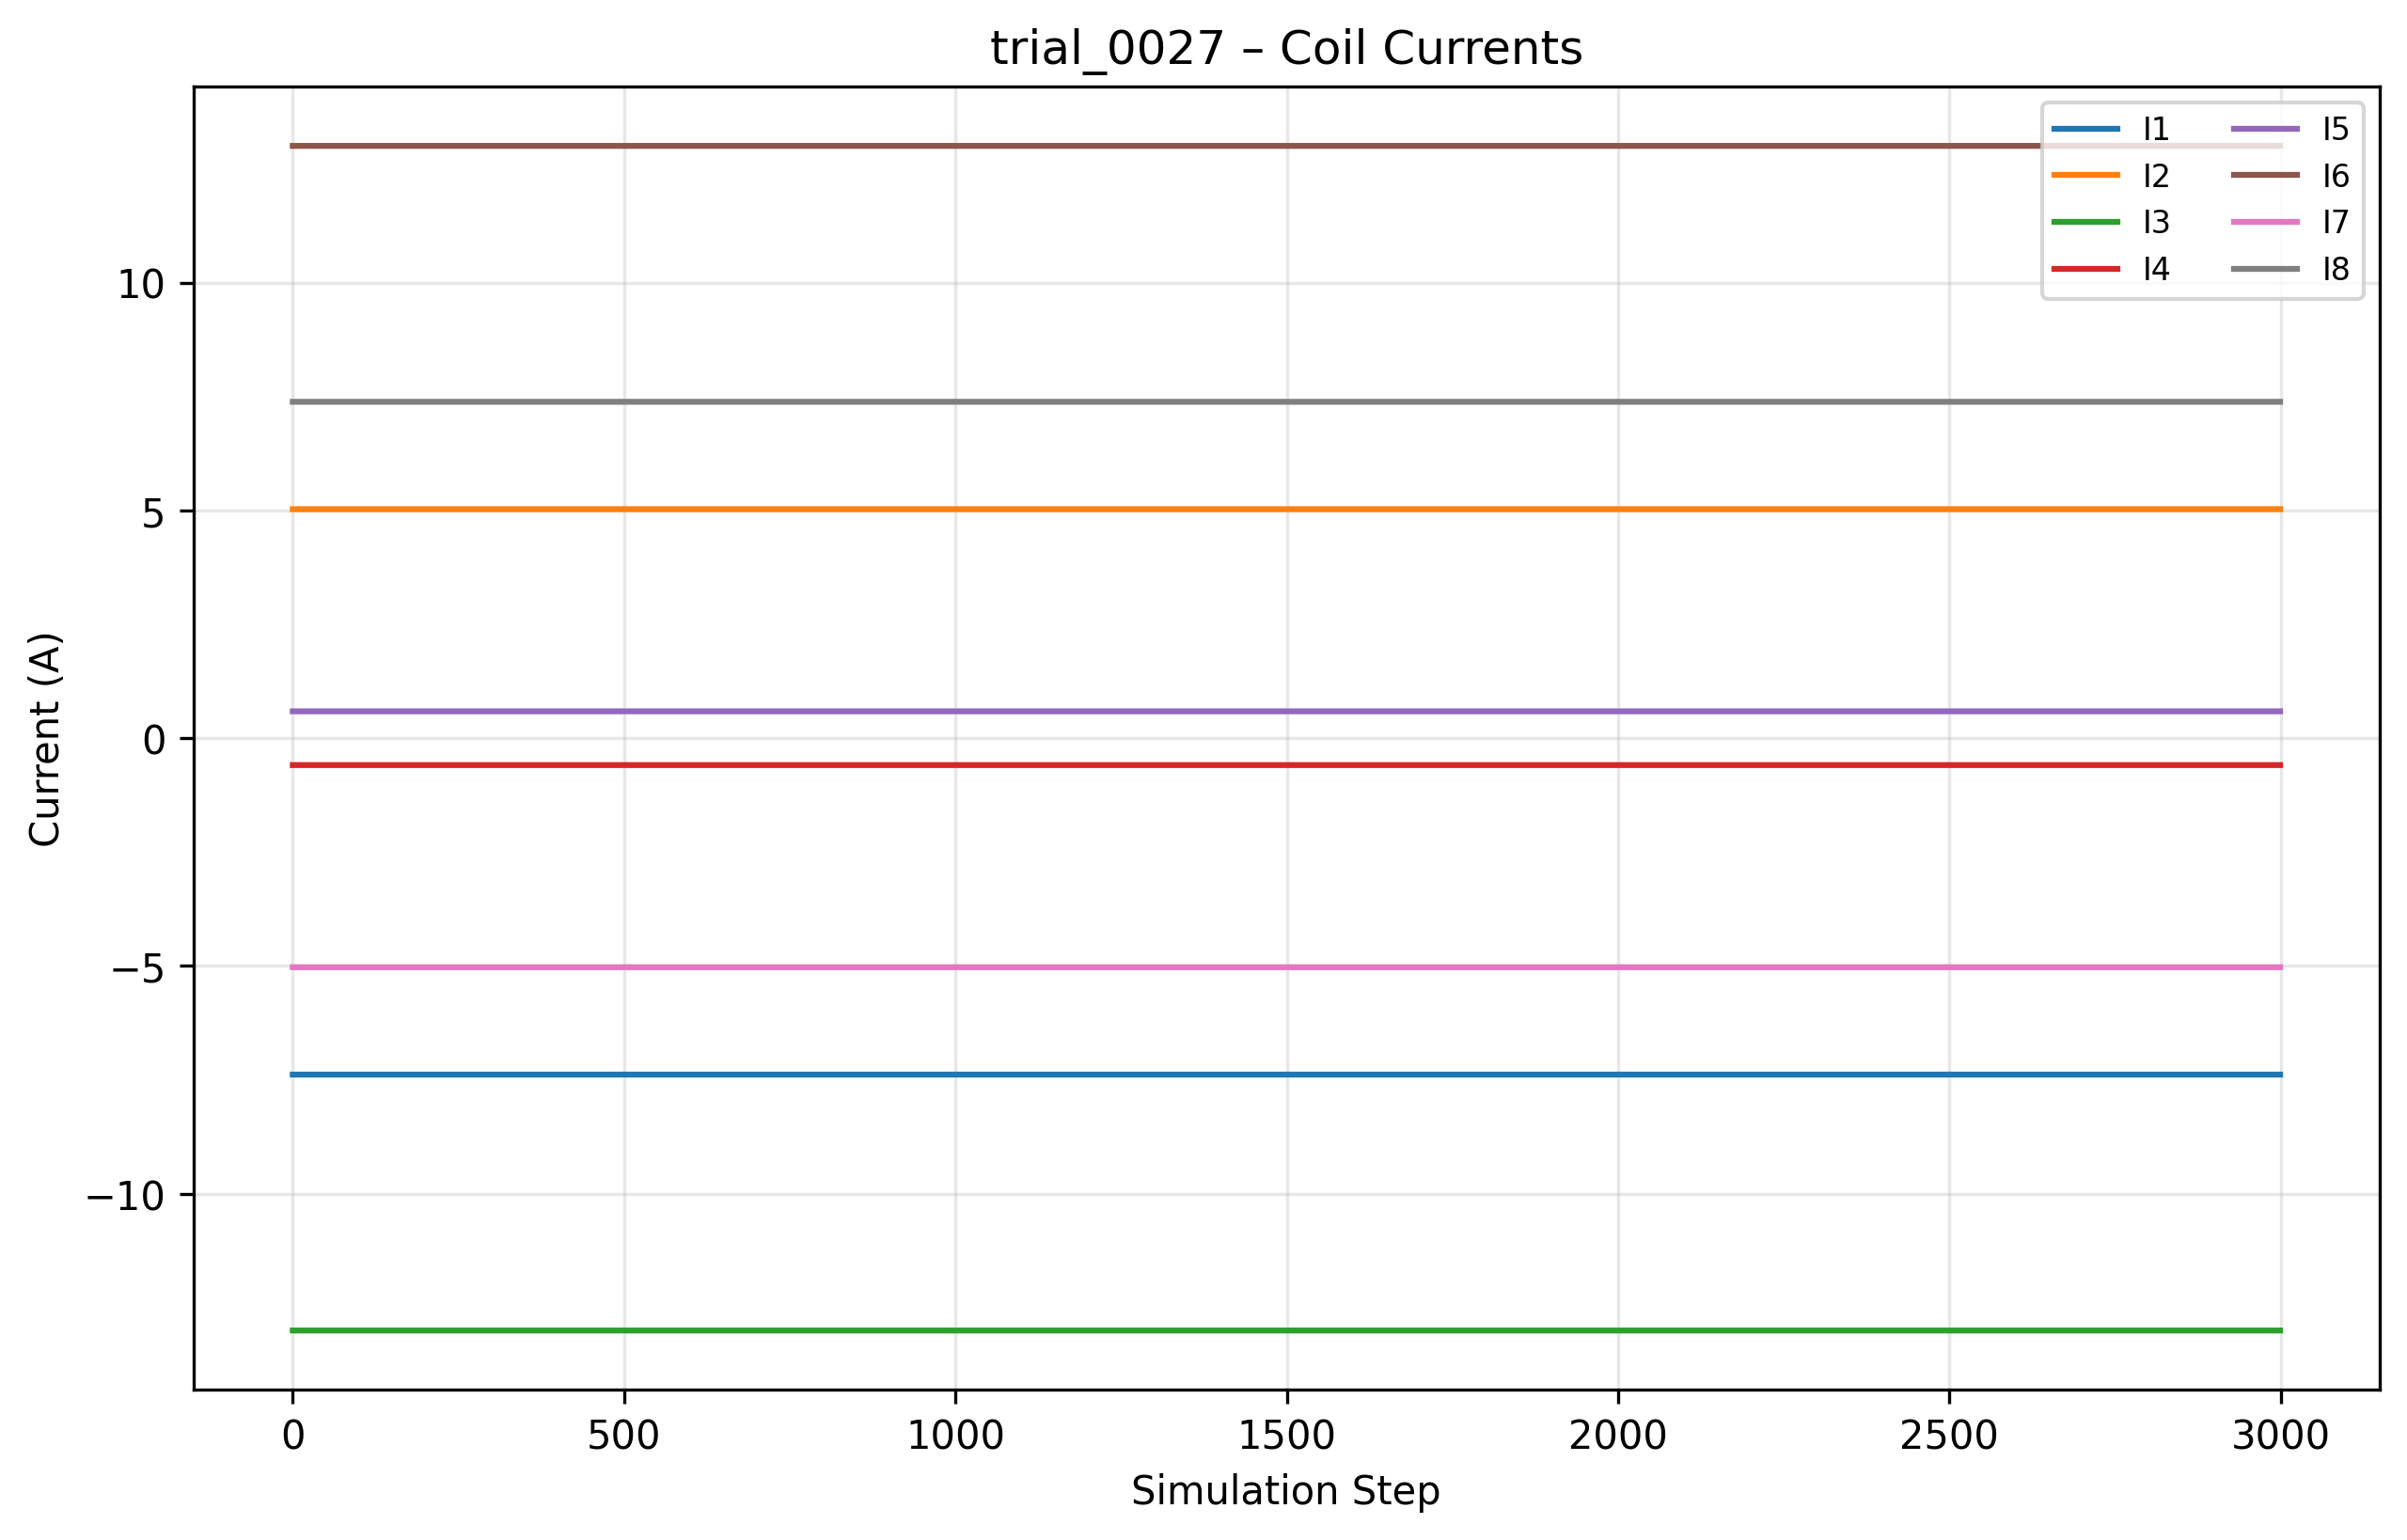 trial_0027 – Coil Currents
I1
I2
I3
I4
I5
I6
I7
I8
10
5
0
−5
−10
Current (A)
0 500 1000 1500 2000 2500 3000
Simulation Step